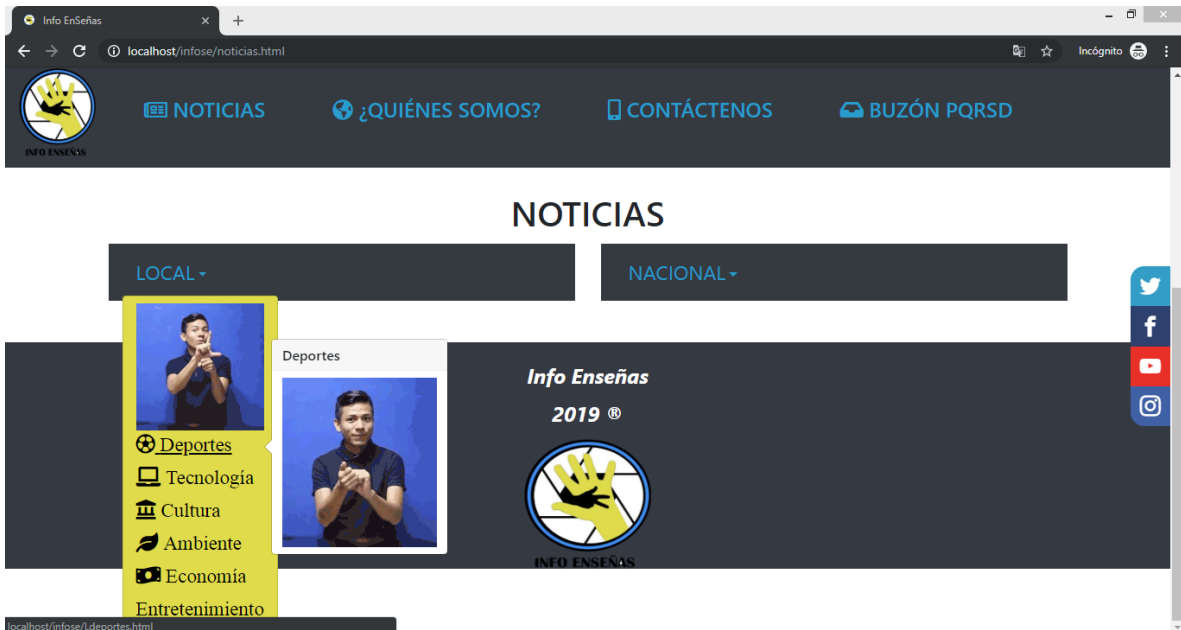 Info EnSeñas
localhost/infose/noticias.html
Incógnito
INFO ENSEÑAS
NOTICIAS
¿QUIÉNES SOMOS?
CONTÁCTENOS
BUZÓN PQRSD
NOTICIAS
LOCAL
NACIONAL
Deportes
Deportes
Tecnología
Cultura
Ambiente
Economía
Entretenimiento
Info Enseñas
2019 ®
INFO ENSEÑAS
localhost/infose/Ldeportes.html